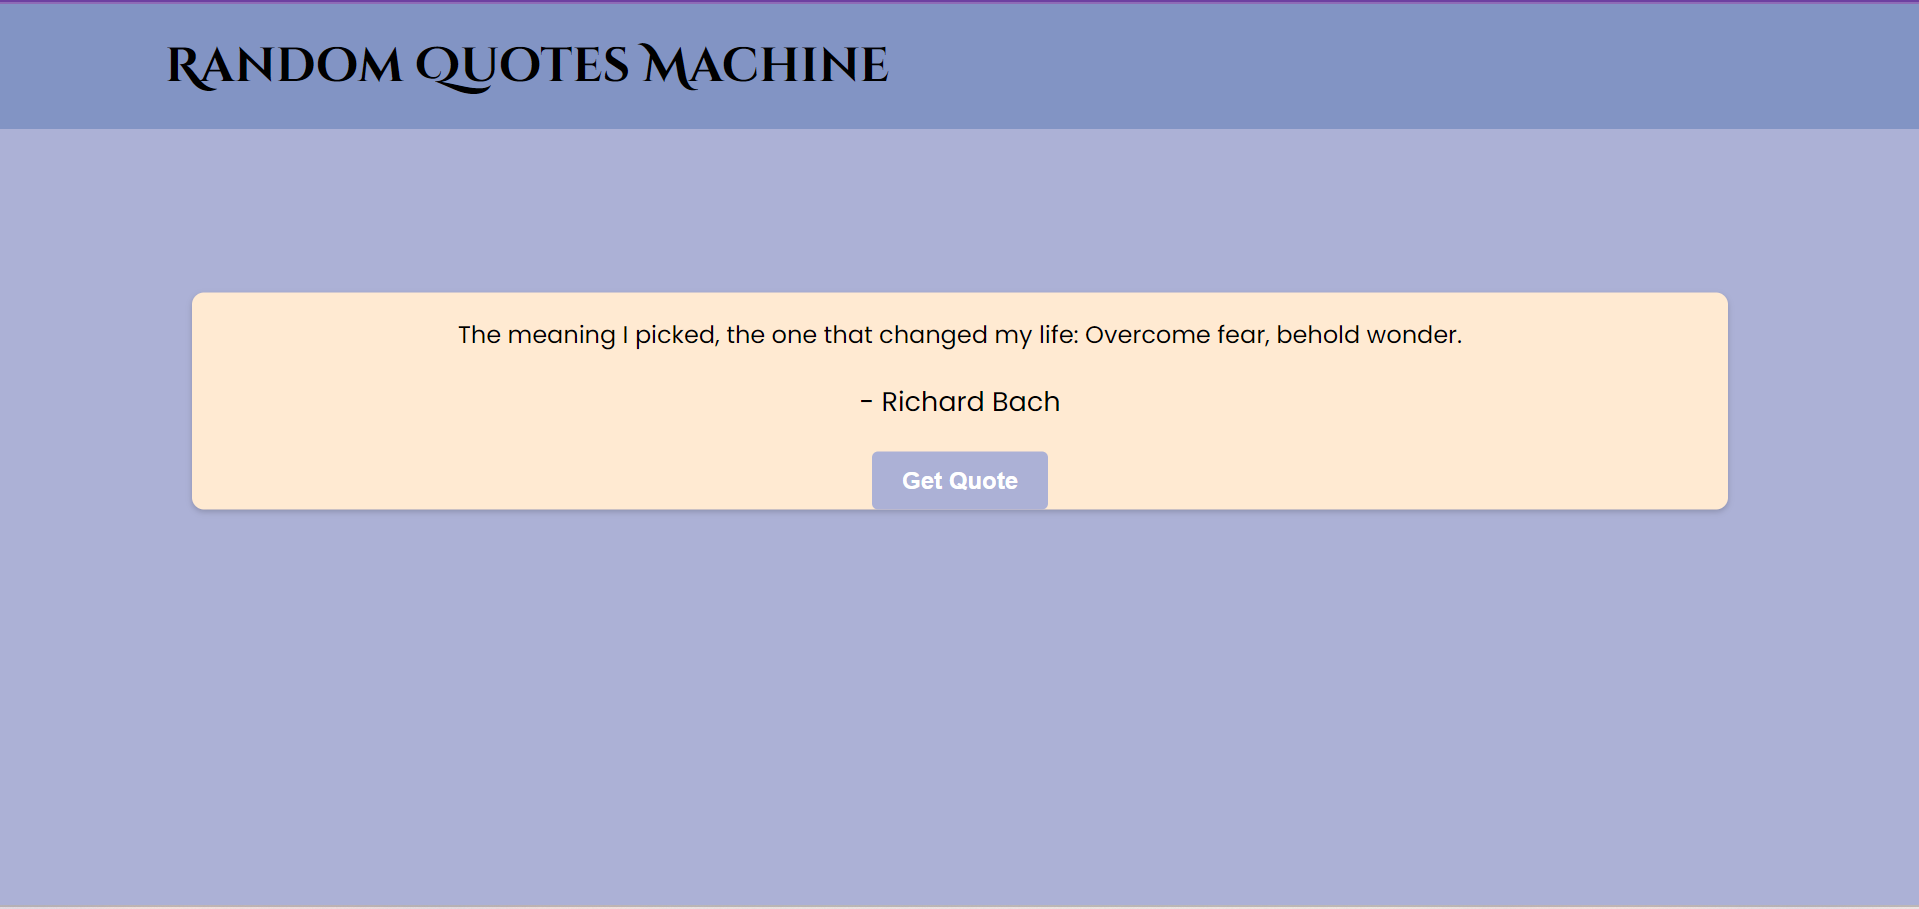 Random Quotes Machine
The meaning I picked, the one that changed my life: Overcome fear, behold wonder.
- Richard Bach
Get Quote